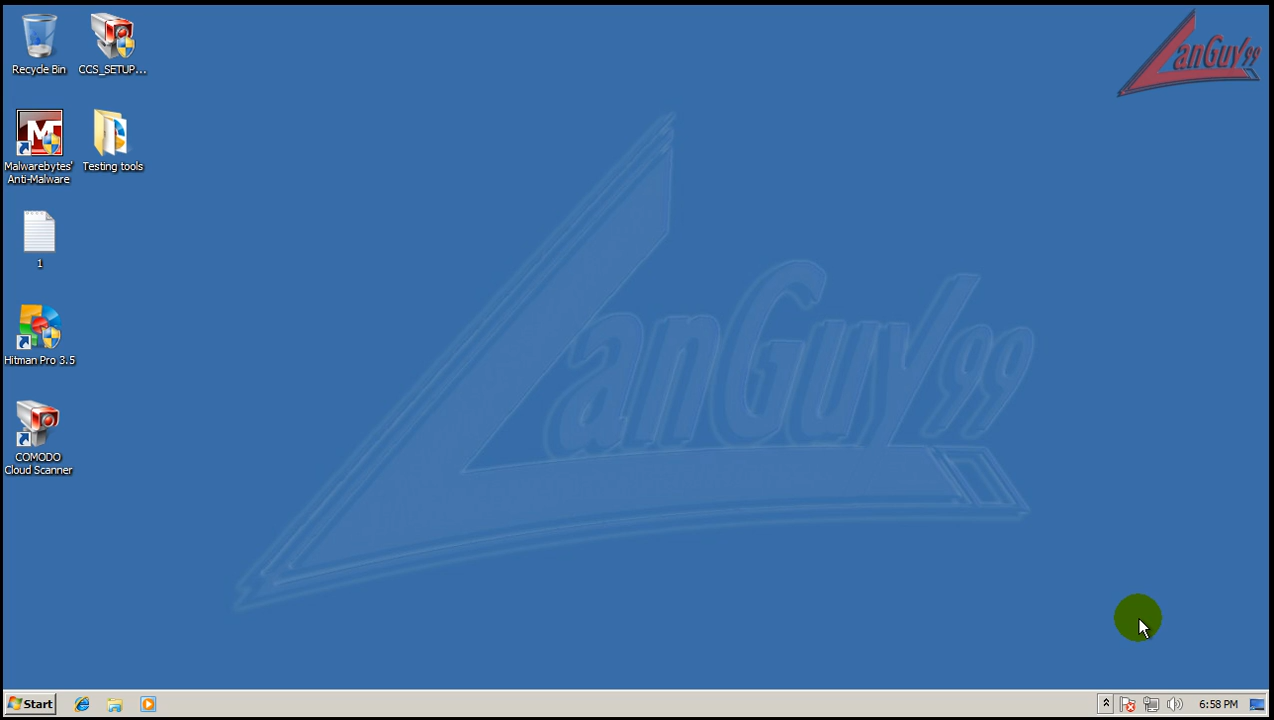 LanGuy99
Recycle Bin
CCS_SETUP...
Malwarebytes'
Anti-Malware
Testing tools
1
LanGuy99
Hitman Pro 3.5
COMODO
Cloud Scanner
Start
6:58 PM